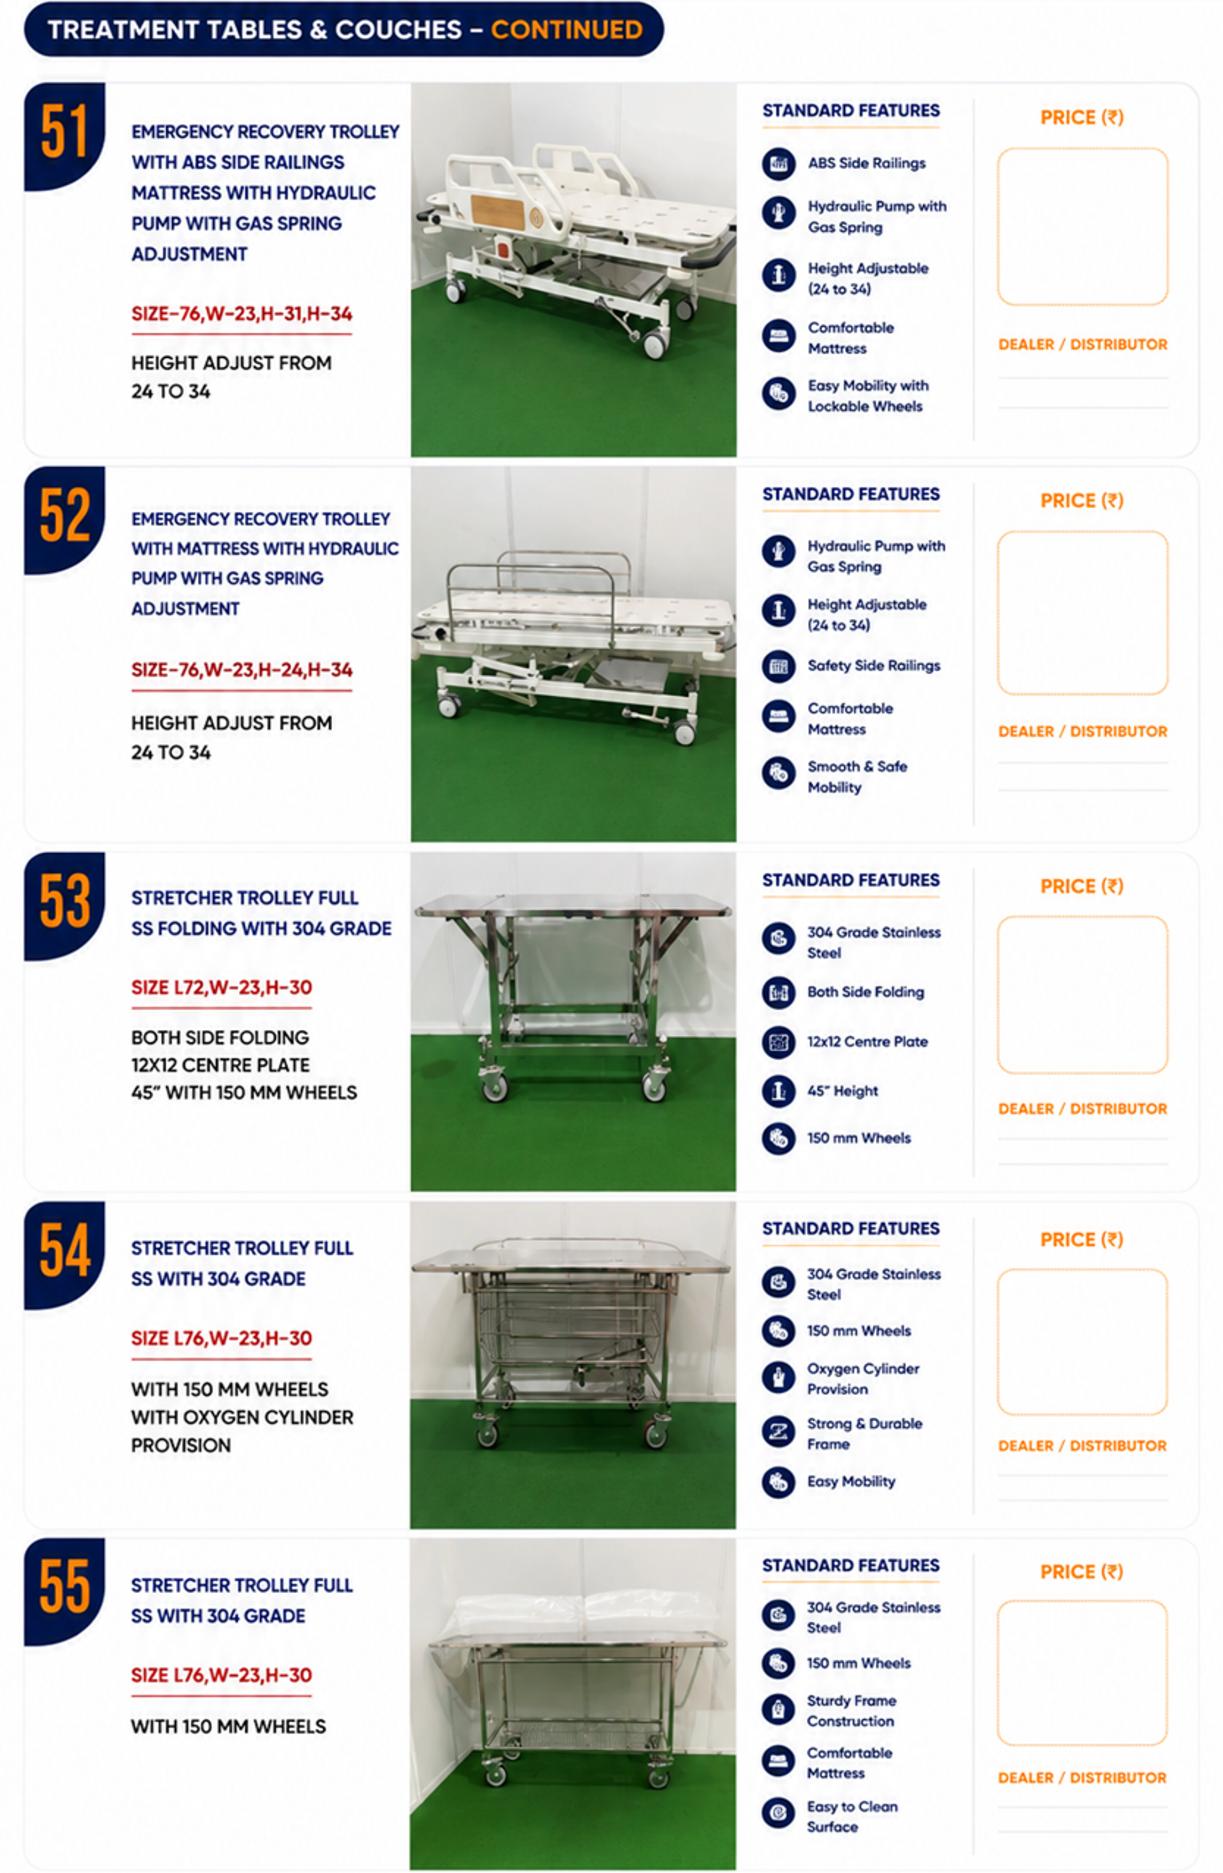 TREATMENT TABLES & COUCHES – CONTINUED
51
EMERGENCY RECOVERY TROLLEY
WITH ABS SIDE RAILINGS
MATTRESS WITH HYDRAULIC
PUMP WITH GAS SPRING
ADJUSTMENT
SIZE–76,W–23,H–31,H–34
HEIGHT ADJUST FROM
24 TO 34
STANDARD FEATURES
ABS Side Railings
Hydraulic Pump with
Gas Spring
Height Adjustable
(24 to 34)
Comfortable
Mattress
Easy Mobility with
Lockable Wheels
PRICE (₹)
DEALER / DISTRIBUTOR
52
EMERGENCY RECOVERY TROLLEY
WITH MATTRESS WITH HYDRAULIC
PUMP WITH GAS SPRING
ADJUSTMENT
SIZE–76,W–23,H–24,H–34
HEIGHT ADJUST FROM
24 TO 34
STANDARD FEATURES
Hydraulic Pump with
Gas Spring
Height Adjustable
(24 to 34)
Safety Side Railings
Comfortable
Mattress
Smooth & Safe
Mobility
PRICE (₹)
DEALER / DISTRIBUTOR
53
STRETCHER TROLLEY FULL
SS FOLDING WITH 304 GRADE
SIZE L72,W–23,H–30
BOTH SIDE FOLDING
12X12 CENTRE PLATE
45″ WITH 150 MM WHEELS
STANDARD FEATURES
304 Grade Stainless
Steel
Both Side Folding
12x12 Centre Plate
45″ Height
150 mm Wheels
PRICE (₹)
DEALER / DISTRIBUTOR
54
STRETCHER TROLLEY FULL
SS WITH 304 GRADE
SIZE L76,W–23,H–30
WITH 150 MM WHEELS
WITH OXYGEN CYLINDER
PROVISION
STANDARD FEATURES
304 Grade Stainless
Steel
150 mm Wheels
Oxygen Cylinder
Provision
Strong & Durable
Frame
Easy Mobility
PRICE (₹)
DEALER / DISTRIBUTOR
55
STRETCHER TROLLEY FULL
SS WITH 304 GRADE
SIZE L76,W–23,H–30
WITH 150 MM WHEELS
STANDARD FEATURES
304 Grade Stainless
Steel
150 mm Wheels
Sturdy Frame
Construction
Comfortable
Mattress
Easy to Clean
Surface
PRICE (₹)
DEALER / DISTRIBUTOR